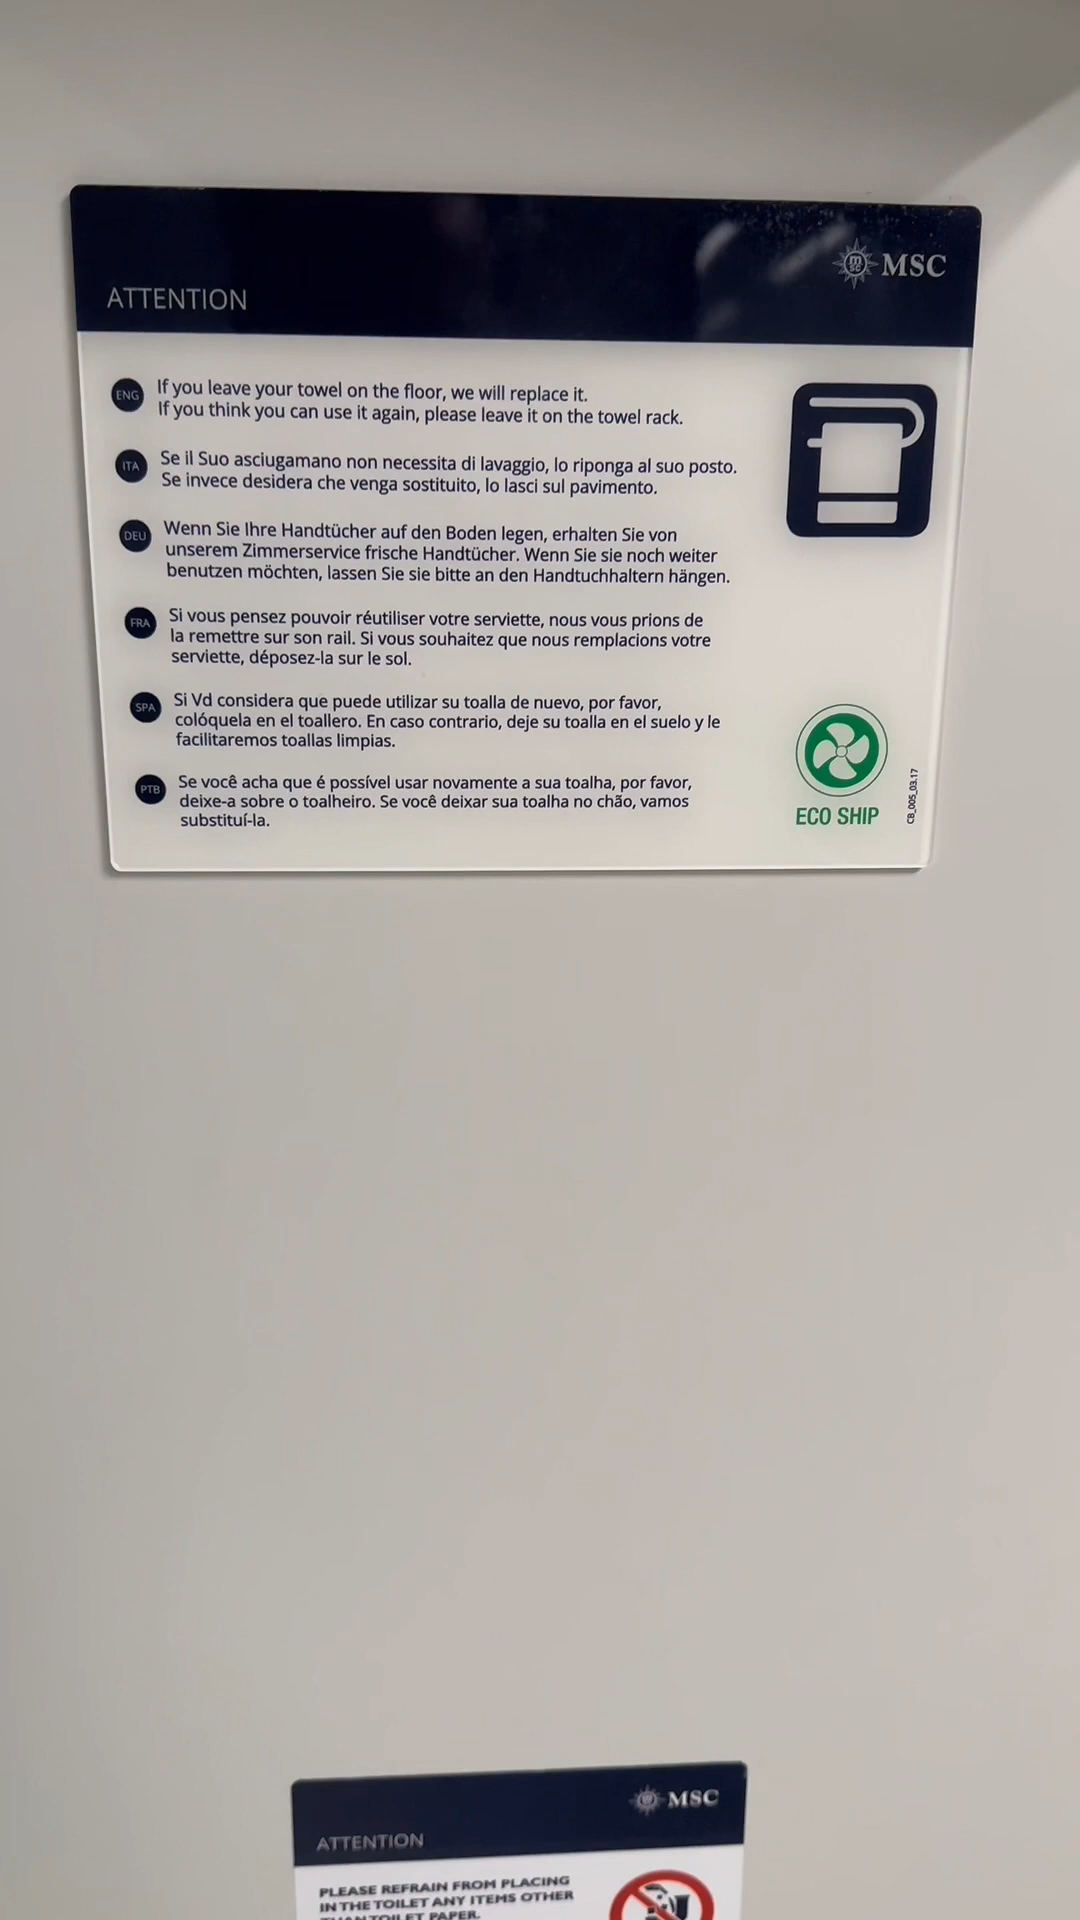 MSC
ATTENTION
ENG
If you leave your towel on the floor, we will replace it.
If you think you can use it again, please leave it on the towel rack.
ITA
Se il Suo asciugamano non necessita di lavaggio, lo riponga al suo posto.
Se invece desidera che venga sostituito, lo lasci sul pavimento.
DEU
Wenn Sie Ihre Handtücher auf den Boden legen, erhalten Sie von
unserem Zimmerservice frische Handtücher. Wenn Sie sie noch weiter
benutzen möchten, lassen Sie sie bitte an den Handtuchhaltern hängen.
FRA
Si vous pensez pouvoir réutiliser votre serviette, nous vous prions de
la remettre sur son rail. Si vous souhaitez que nous remplacions votre
serviette, déposez-la sur le sol.
SPA
Si Vd considera que puede utilizar su toalla de nuevo, por favor,
colóquela en el toallero. En caso contrario, deje su toalla en el suelo y le
facilitaremos toallas limpias.
PTB
Se você acha que é possível usar novamente a sua toalha, por favor,
deixe-a sobre o toalheiro. Se você deixar sua toalha no chão, vamos
substituí-la.
ECO SHIP
CB_005_03.17
MSC
ATTENTION
PLEASE REFRAIN FROM PLACING
IN THE TOILET ANY ITEMS OTHER
THAN TOILET PAPER.